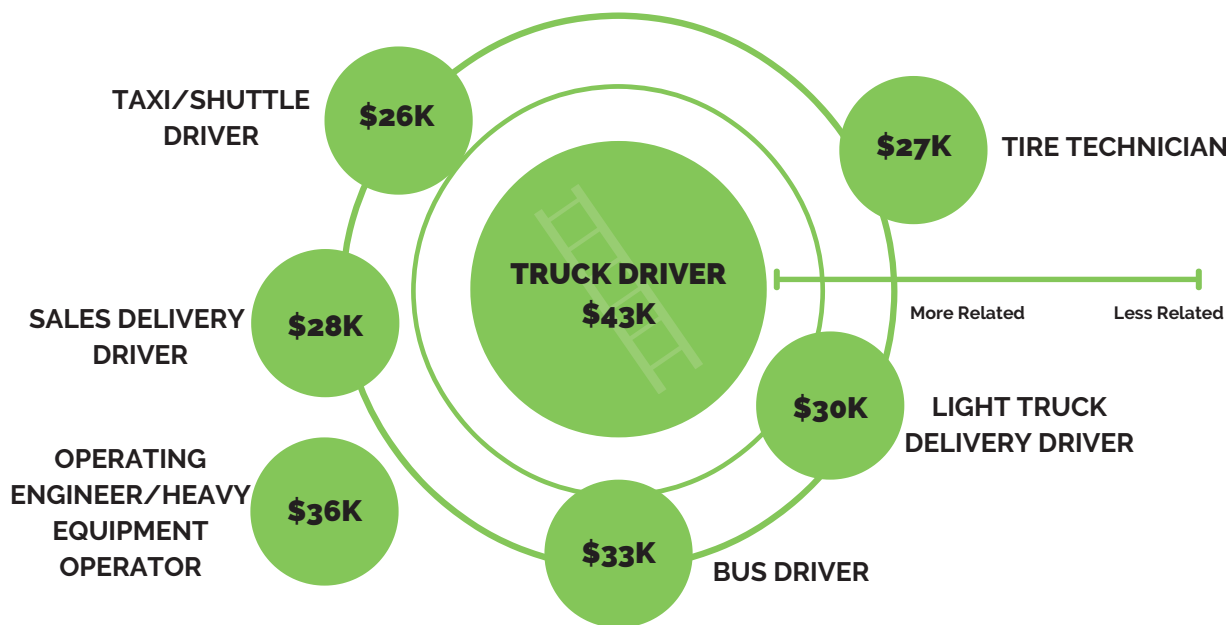 TAXI/SHUTTLE
DRIVER
$26K
$27K
TIRE TECHNICIAN
TRUCK DRIVER
$43K
More Related
Less Related
SALES DELIVERY
DRIVER
$28K
$30K
LIGHT TRUCK
DELIVERY DRIVER
OPERATING
ENGINEER/HEAVY
EQUIPMENT
OPERATOR
$36K
$33K
BUS DRIVER